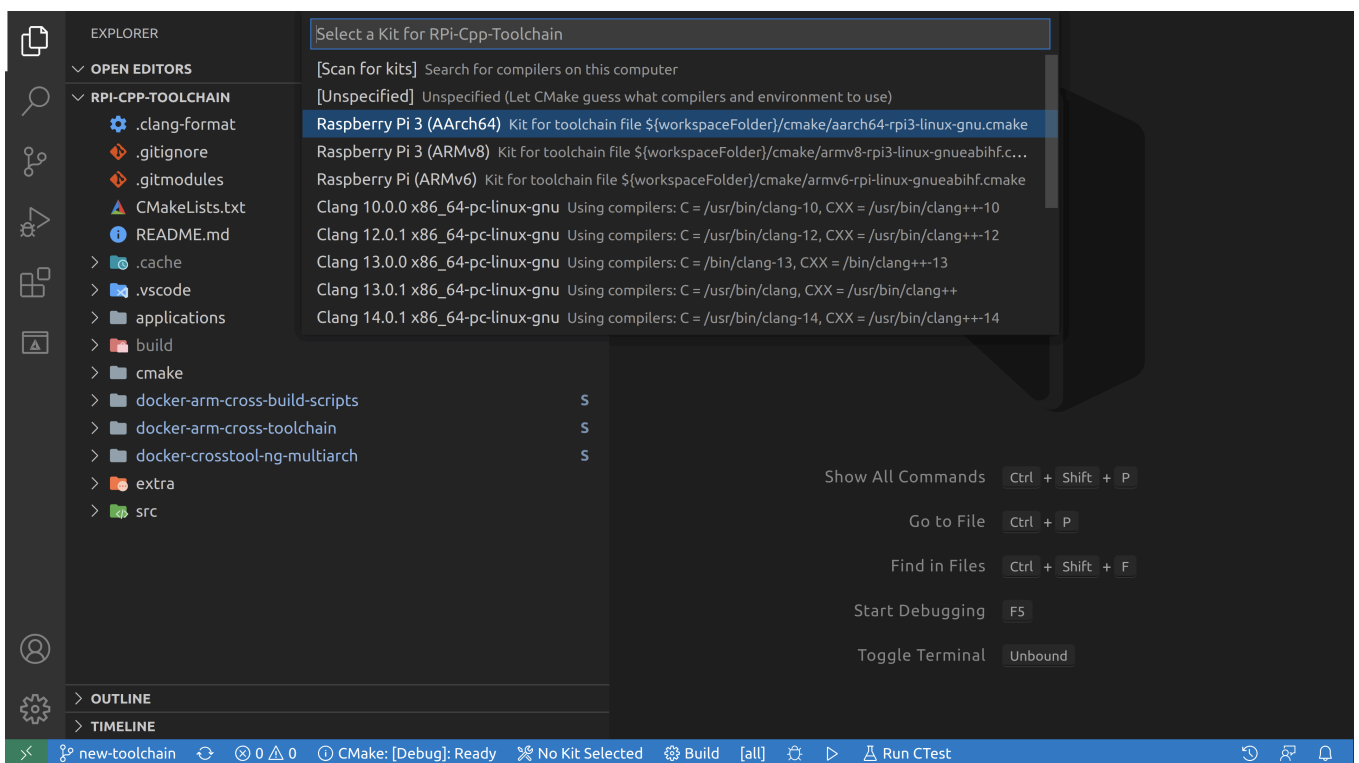 EXPLORER
OPEN EDITORS
RPI-CPP-TOOLCHAIN
.clang-format
.gitignore
.gitmodules
CMakeLists.txt
README.md
.cache
.vscode
applications
build
cmake
docker-arm-cross-build-scripts S
docker-arm-cross-toolchain S
docker-crosstool-ng-multiarch S
extra
src
OUTLINE
TIMELINE
Select a Kit for RPi-Cpp-Toolchain
[Scan for kits] Search for compilers on this computer
[Unspecified] Unspecified (Let CMake guess what compilers and environment to use)
Raspberry Pi 3 (AArch64) Kit for toolchain file ${workspaceFolder}/cmake/aarch64-rpi3-linux-gnu.cmake
Raspberry Pi 3 (ARMv8) Kit for toolchain file ${workspaceFolder}/cmake/armv8-rpi3-linux-gnueabihf.c...
Raspberry Pi (ARMv6) Kit for toolchain file ${workspaceFolder}/cmake/armv6-rpi-linux-gnueabihf.cmake
Clang 10.0.0 x86_64-pc-linux-gnu Using compilers: C = /usr/bin/clang-10, CXX = /usr/bin/clang++-10
Clang 12.0.1 x86_64-pc-linux-gnu Using compilers: C = /usr/bin/clang-12, CXX = /usr/bin/clang++-12
Clang 13.0.0 x86_64-pc-linux-gnu Using compilers: C = /bin/clang-13, CXX = /bin/clang++-13
Clang 13.0.1 x86_64-pc-linux-gnu Using compilers: C = /usr/bin/clang, CXX = /usr/bin/clang++
Clang 14.0.1 x86_64-pc-linux-gnu Using compilers: C = /usr/bin/clang-14, CXX = /usr/bin/clang++-14
Show All Commands Ctrl + Shift + P
Go to File Ctrl + P
Find in Files Ctrl + Shift + F
Start Debugging F5
Toggle Terminal Unbound
new-toolchain 0 0 CMake: [Debug]: Ready No Kit Selected Build [all] Run CTest